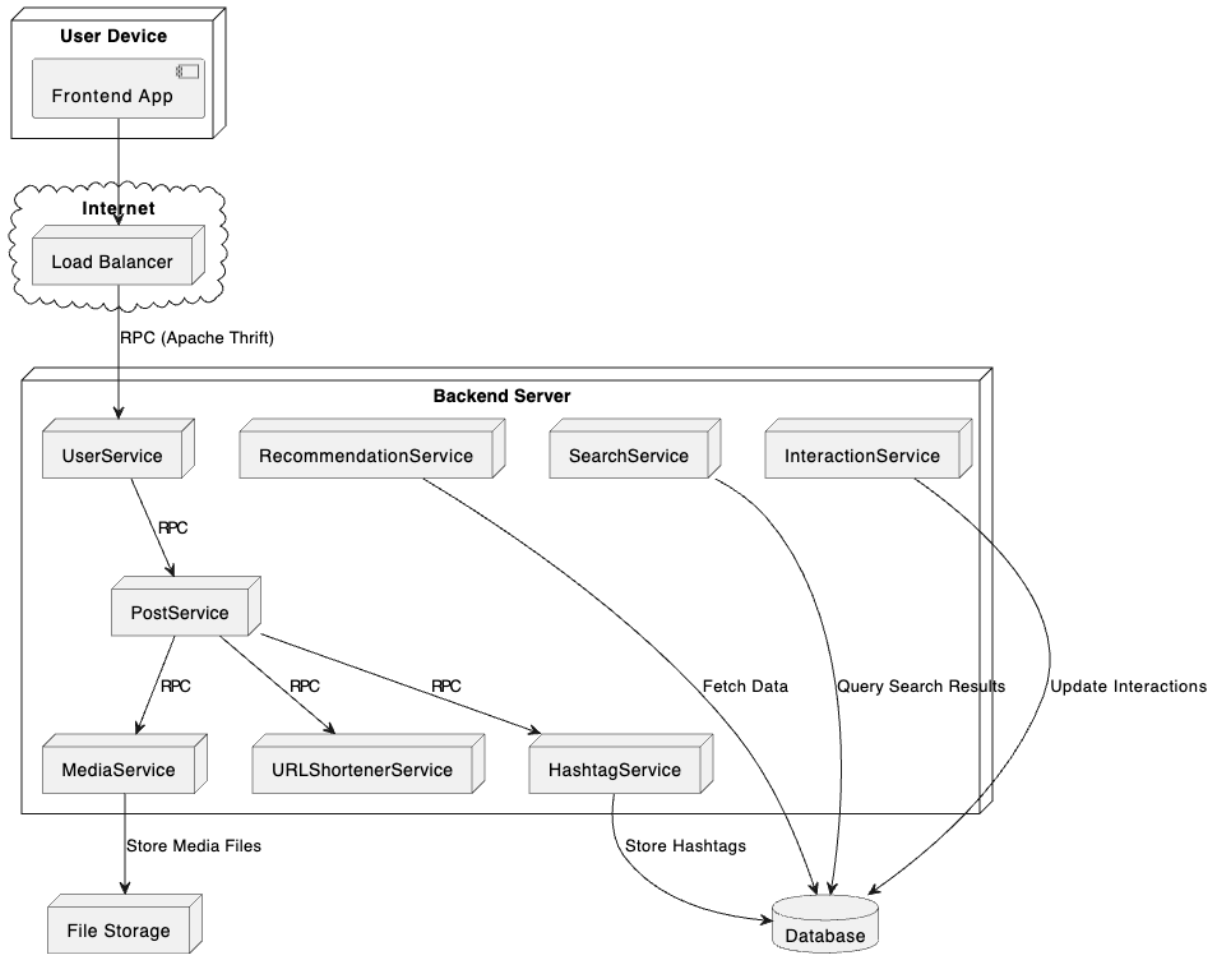 User Device
Frontend App
Internet
Load Balancer
RPC (Apache Thrift)
Backend Server
UserService
RecommendationService
SearchService
InteractionService
RPC
PostService
RPC
RPC
RPC
Fetch Data
Query Search Results
Update Interactions
MediaService
URLShortenerService
HashtagService
Store Media Files
Store Hashtags
File Storage
Database